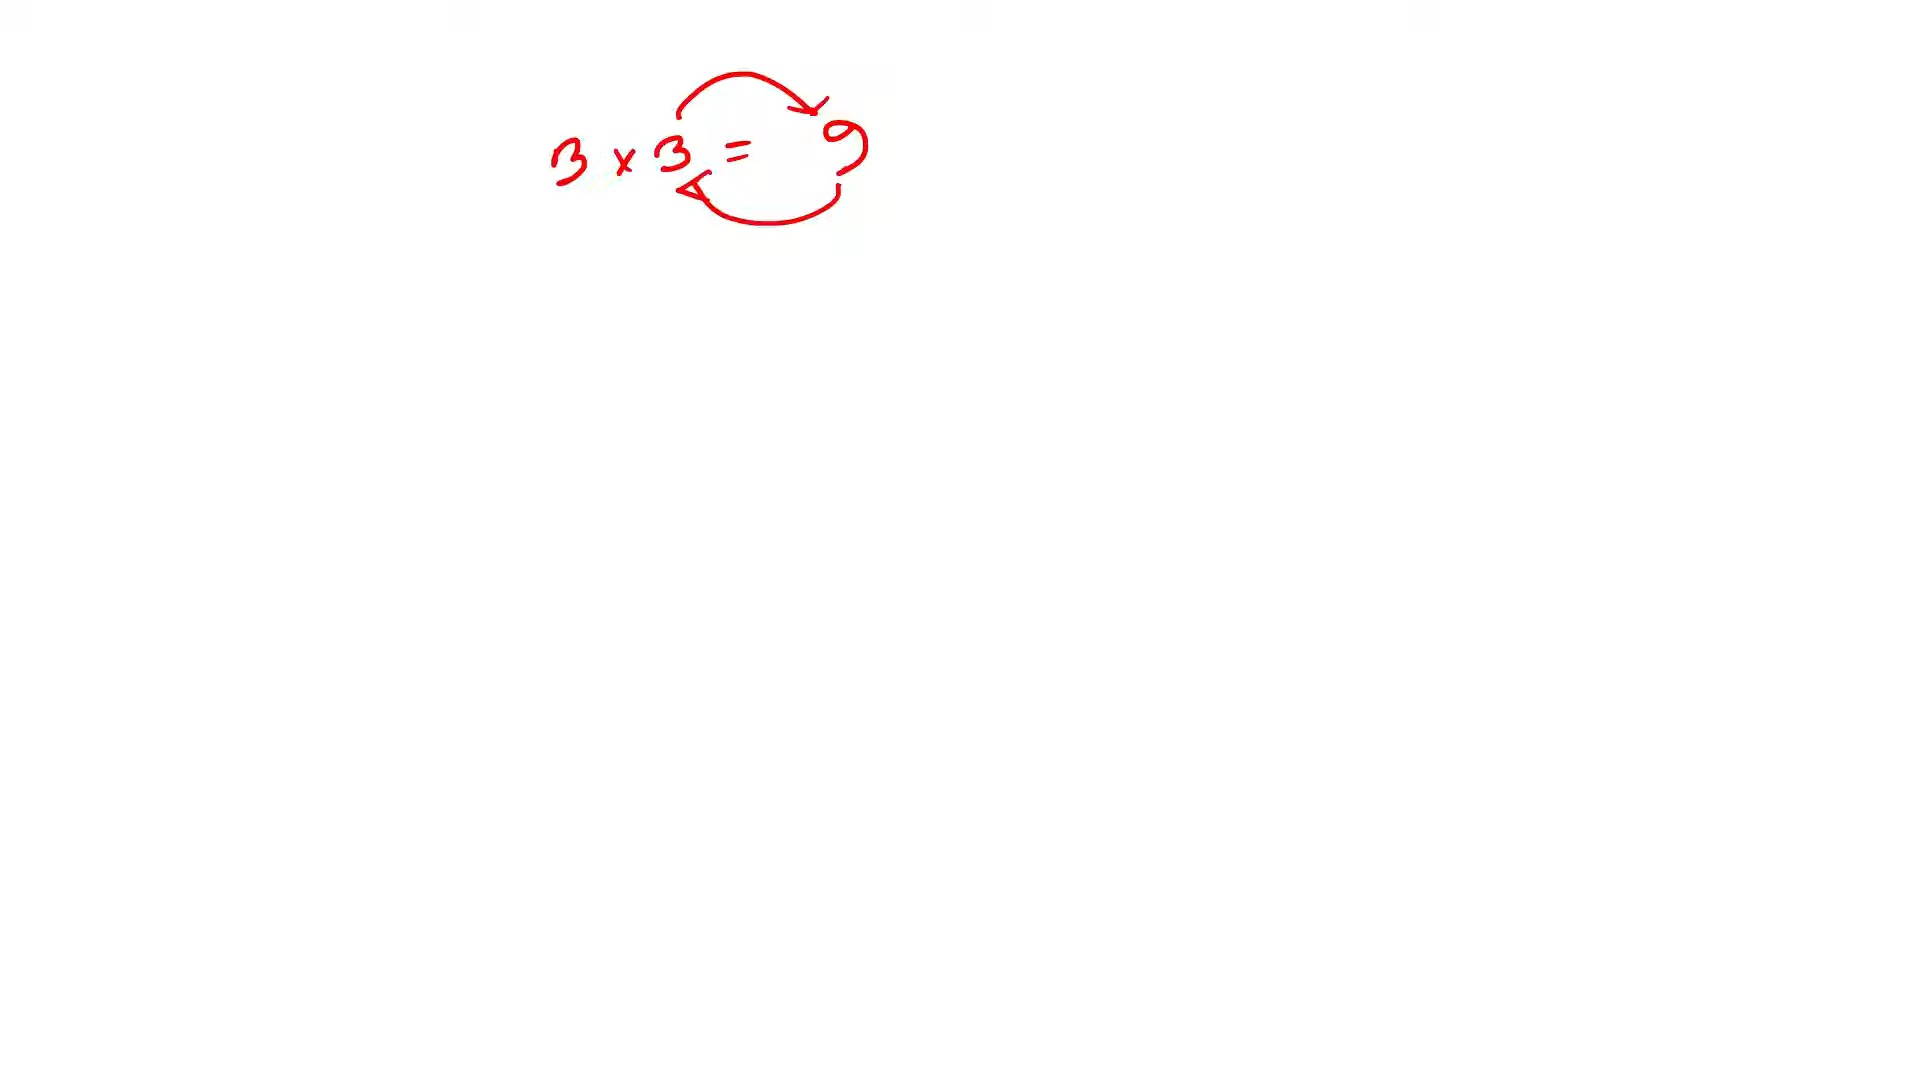 3 × 3 = 9